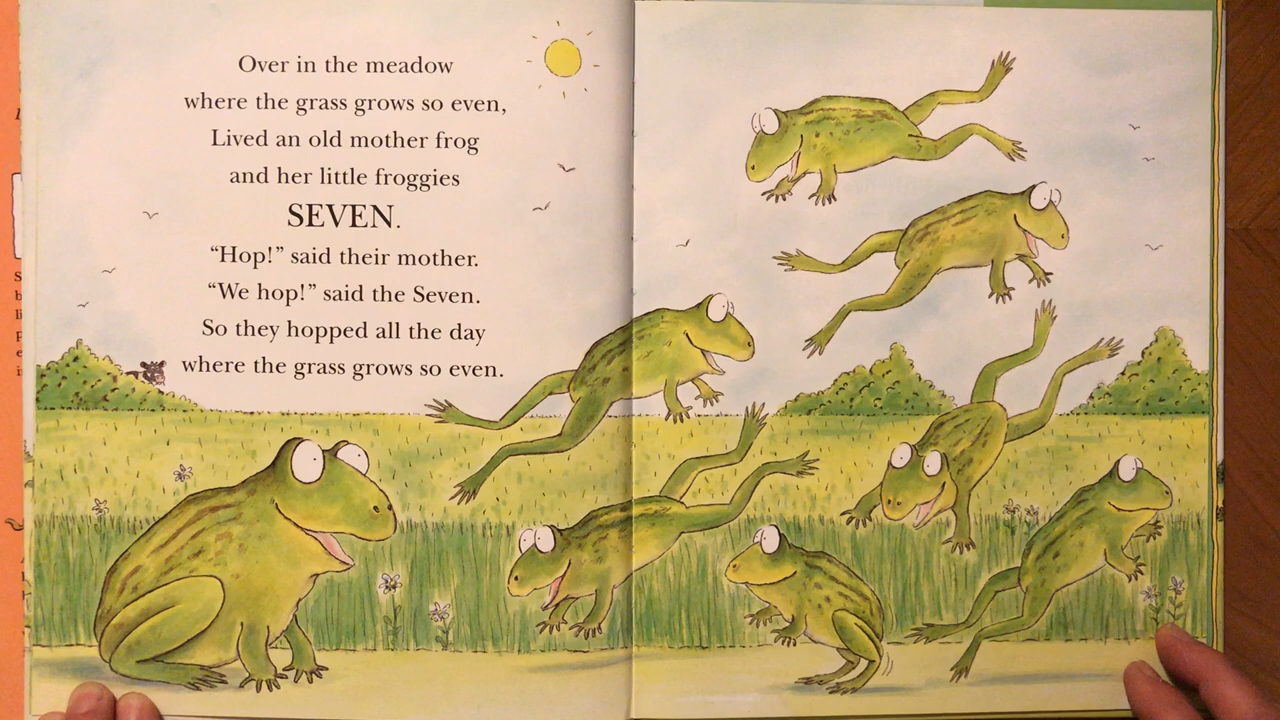 Over in the meadow
where the grass grows so even,
Lived an old mother frog
and her little froggies
SEVEN.
“Hop!” said their mother.
“We hop!” said the Seven.
So they hopped all the day
where the grass grows so even.